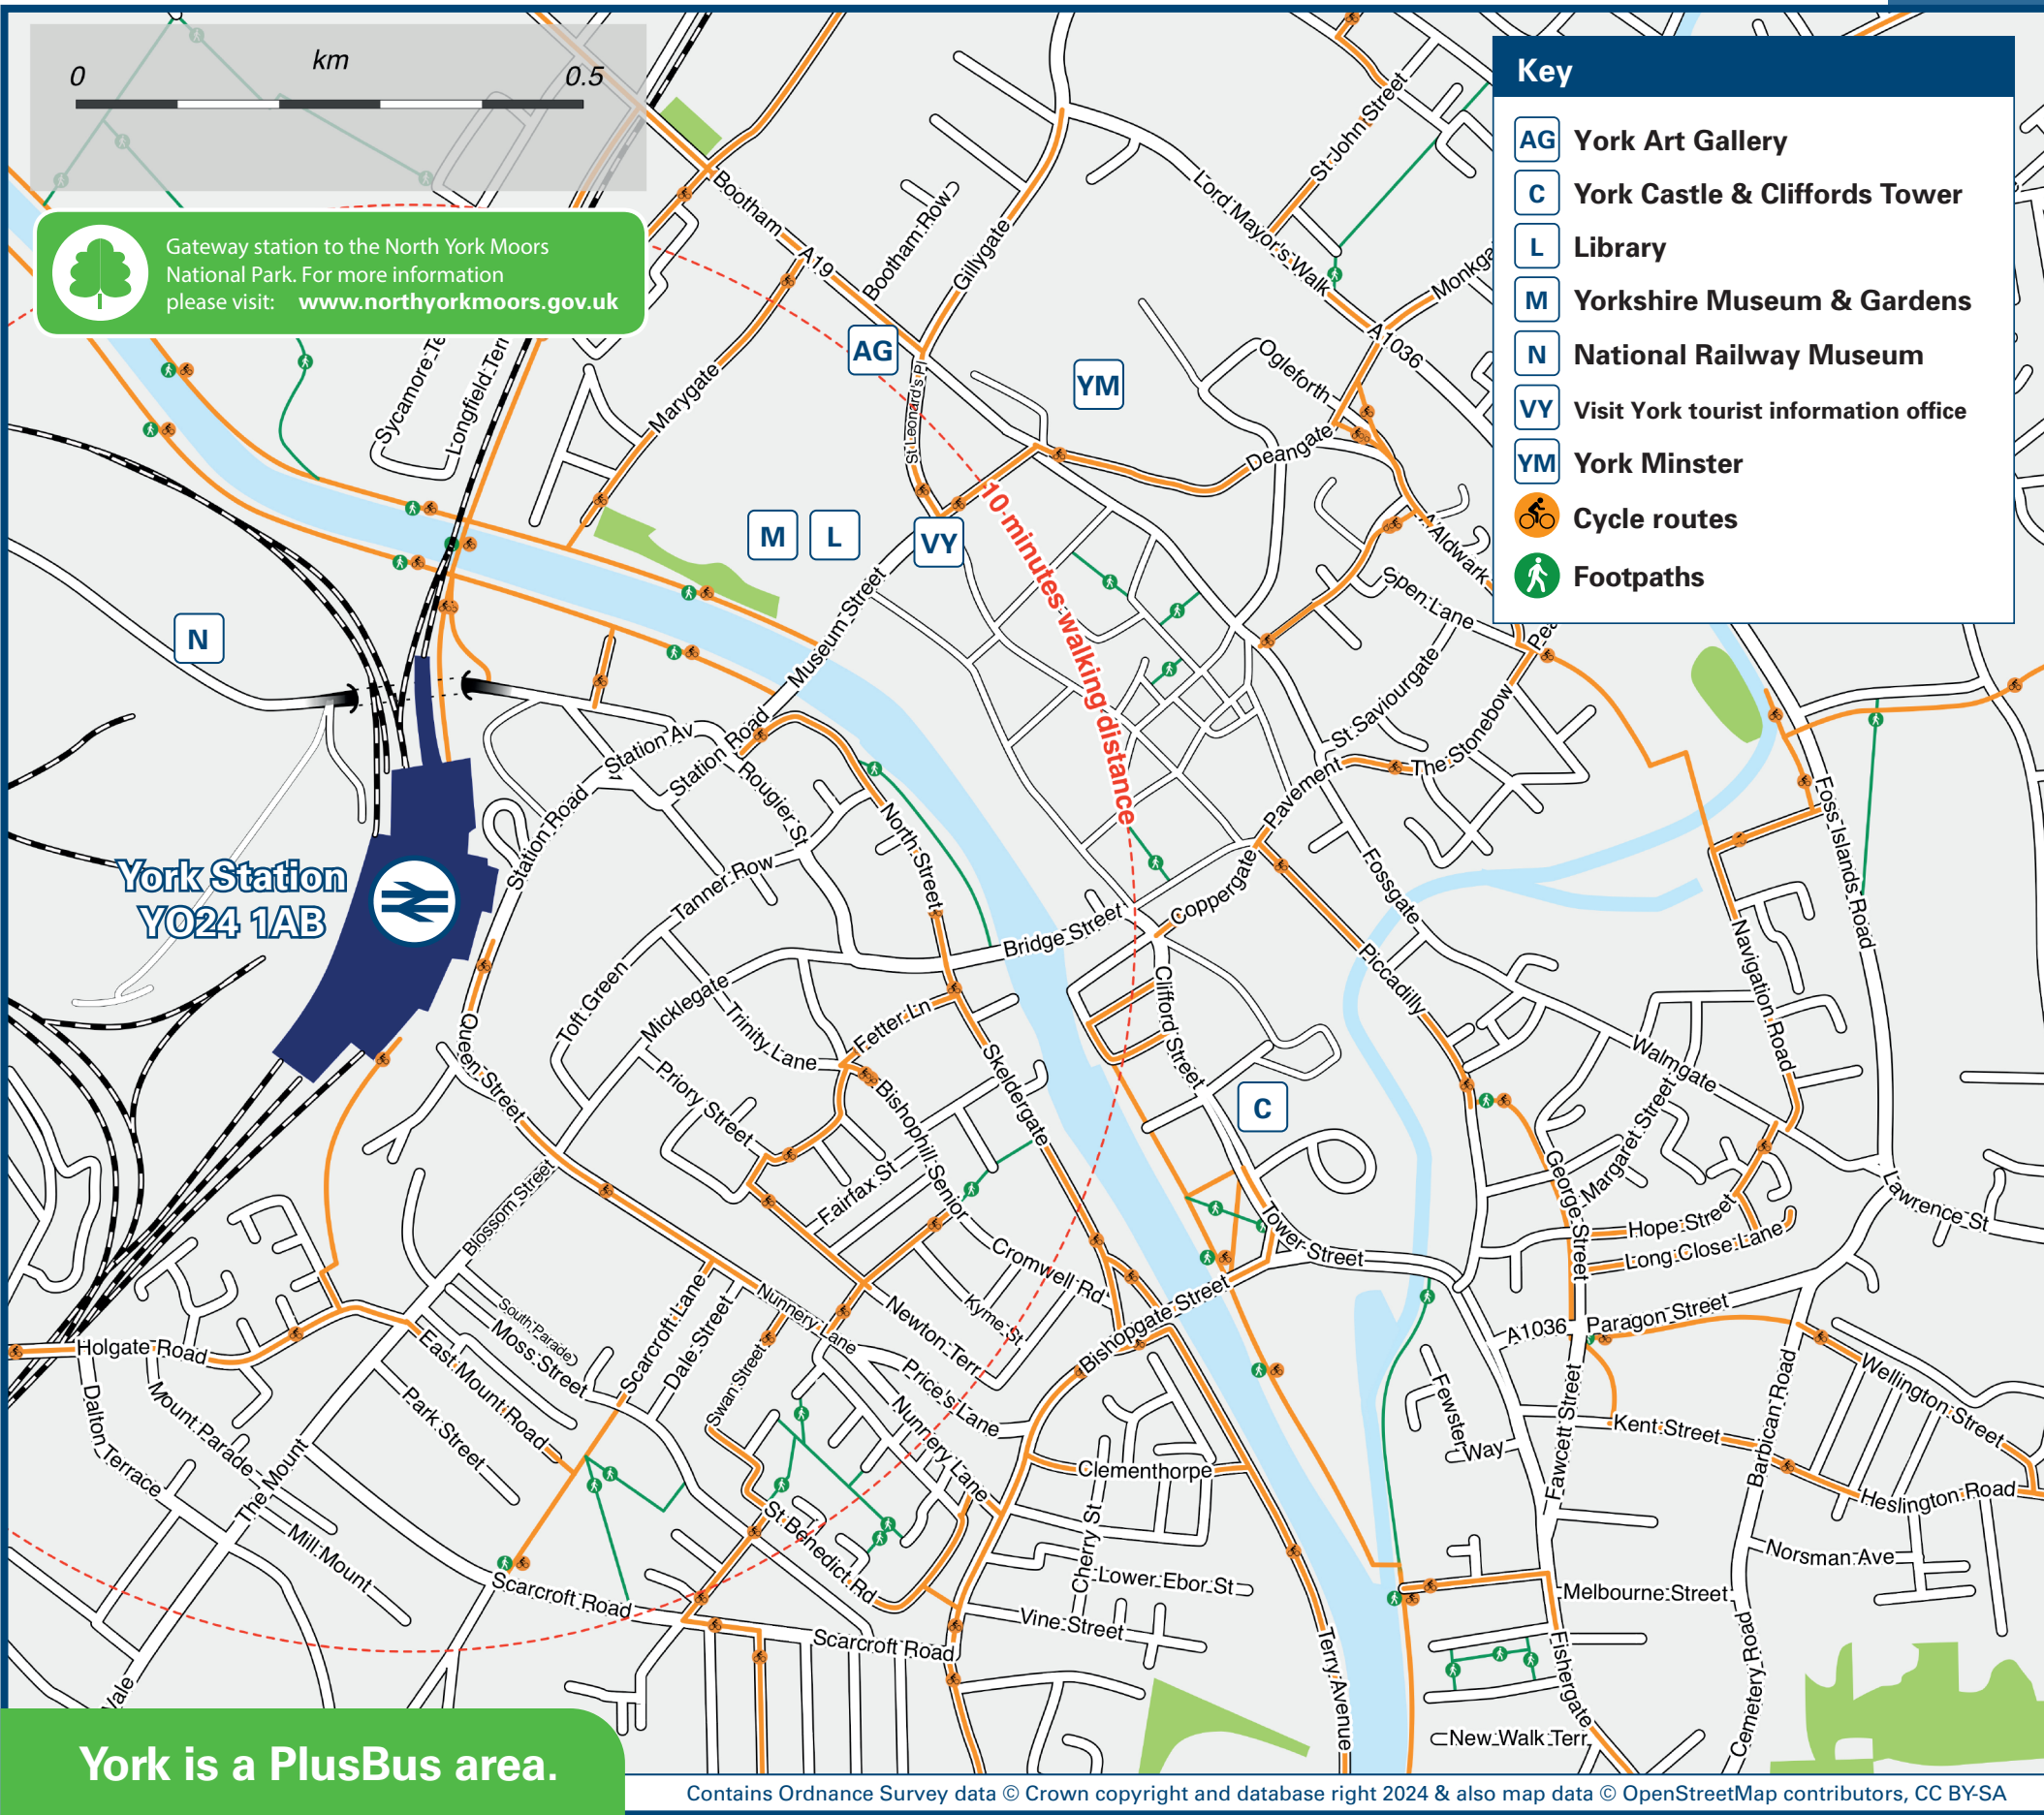 km
0 0.5
Gateway station to the North York Moors
National Park. For more information
please visit: www.northyorkmoors.gov.uk
Key
AG York Art Gallery
C York Castle & Cliffords Tower
L Library
M Yorkshire Museum & Gardens
N National Railway Museum
VY Visit York tourist information office
YM York Minster
Cycle routes
Footpaths
Bootham
A19
Bootham Row
Gillygate
St John Street
Lord Mayor's Walk
A1036
AG
YM
St Leonard's Pl
Marygate
Longfield Terr
Ogleforth
Deangate
Aldwark
M
L
VY
Museum Street
10 minutes walking distance
Spen Lane
St Saviourgate
The Stonebow
Pavement
N
Station Av
Station Road
Station Road
Rougier St
North Street
Tanner Row
Toft Green
York Station
YO24 1AB
Micklegate
Bridge Street
Coppergate
Clifford Street
Fossgate
Piccadilly
Foss Islands Road
Navigation Road
Walmgate
Margaret Street
George Street
Hope Street
Long Close Lane
Lawrence St
Paragon Street
A1036
C
Tower Street
Queen Street
Trinity Lane
Fetter Ln
Priory Street
Bishophill Senior
Skeldergate
Fairfax St
Cromwell Rd
Kyme St
Newton Terr
Bishopgate Street
Blossom Street
South Parade
Moss Street
Scarcroft Lane
Dale Street
Nunnery Lane
Swan Street
Price's Lane
Nunnery Lane
Clementhorpe
Cherry St
Lower Ebor St
Vine Street
St Benedict Rd
Scarcroft Road
Scarcroft Road
Holgate Road
East Mount Road
Park Street
Dalton Terrace
Mount Parade
The Mount
Mill Mount
Vale
Terry Avenue
Fewster Way
Fawcett Street
Kent Street
Barbican Road
Wellington Street
Heslington Road
Norsman Ave
Melbourne Street
Fishergate
Cemetery Road
New Walk Terr
York is a PlusBus area.
Contains Ordnance Survey data © Crown copyright and database right 2024 & also map data © OpenStreetMap contributors, CC BY-SA